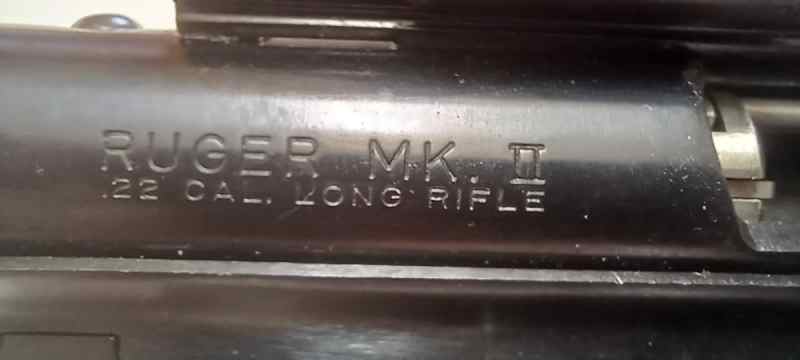 RUGER MK. II
.22 CAL. LONG RIFLE